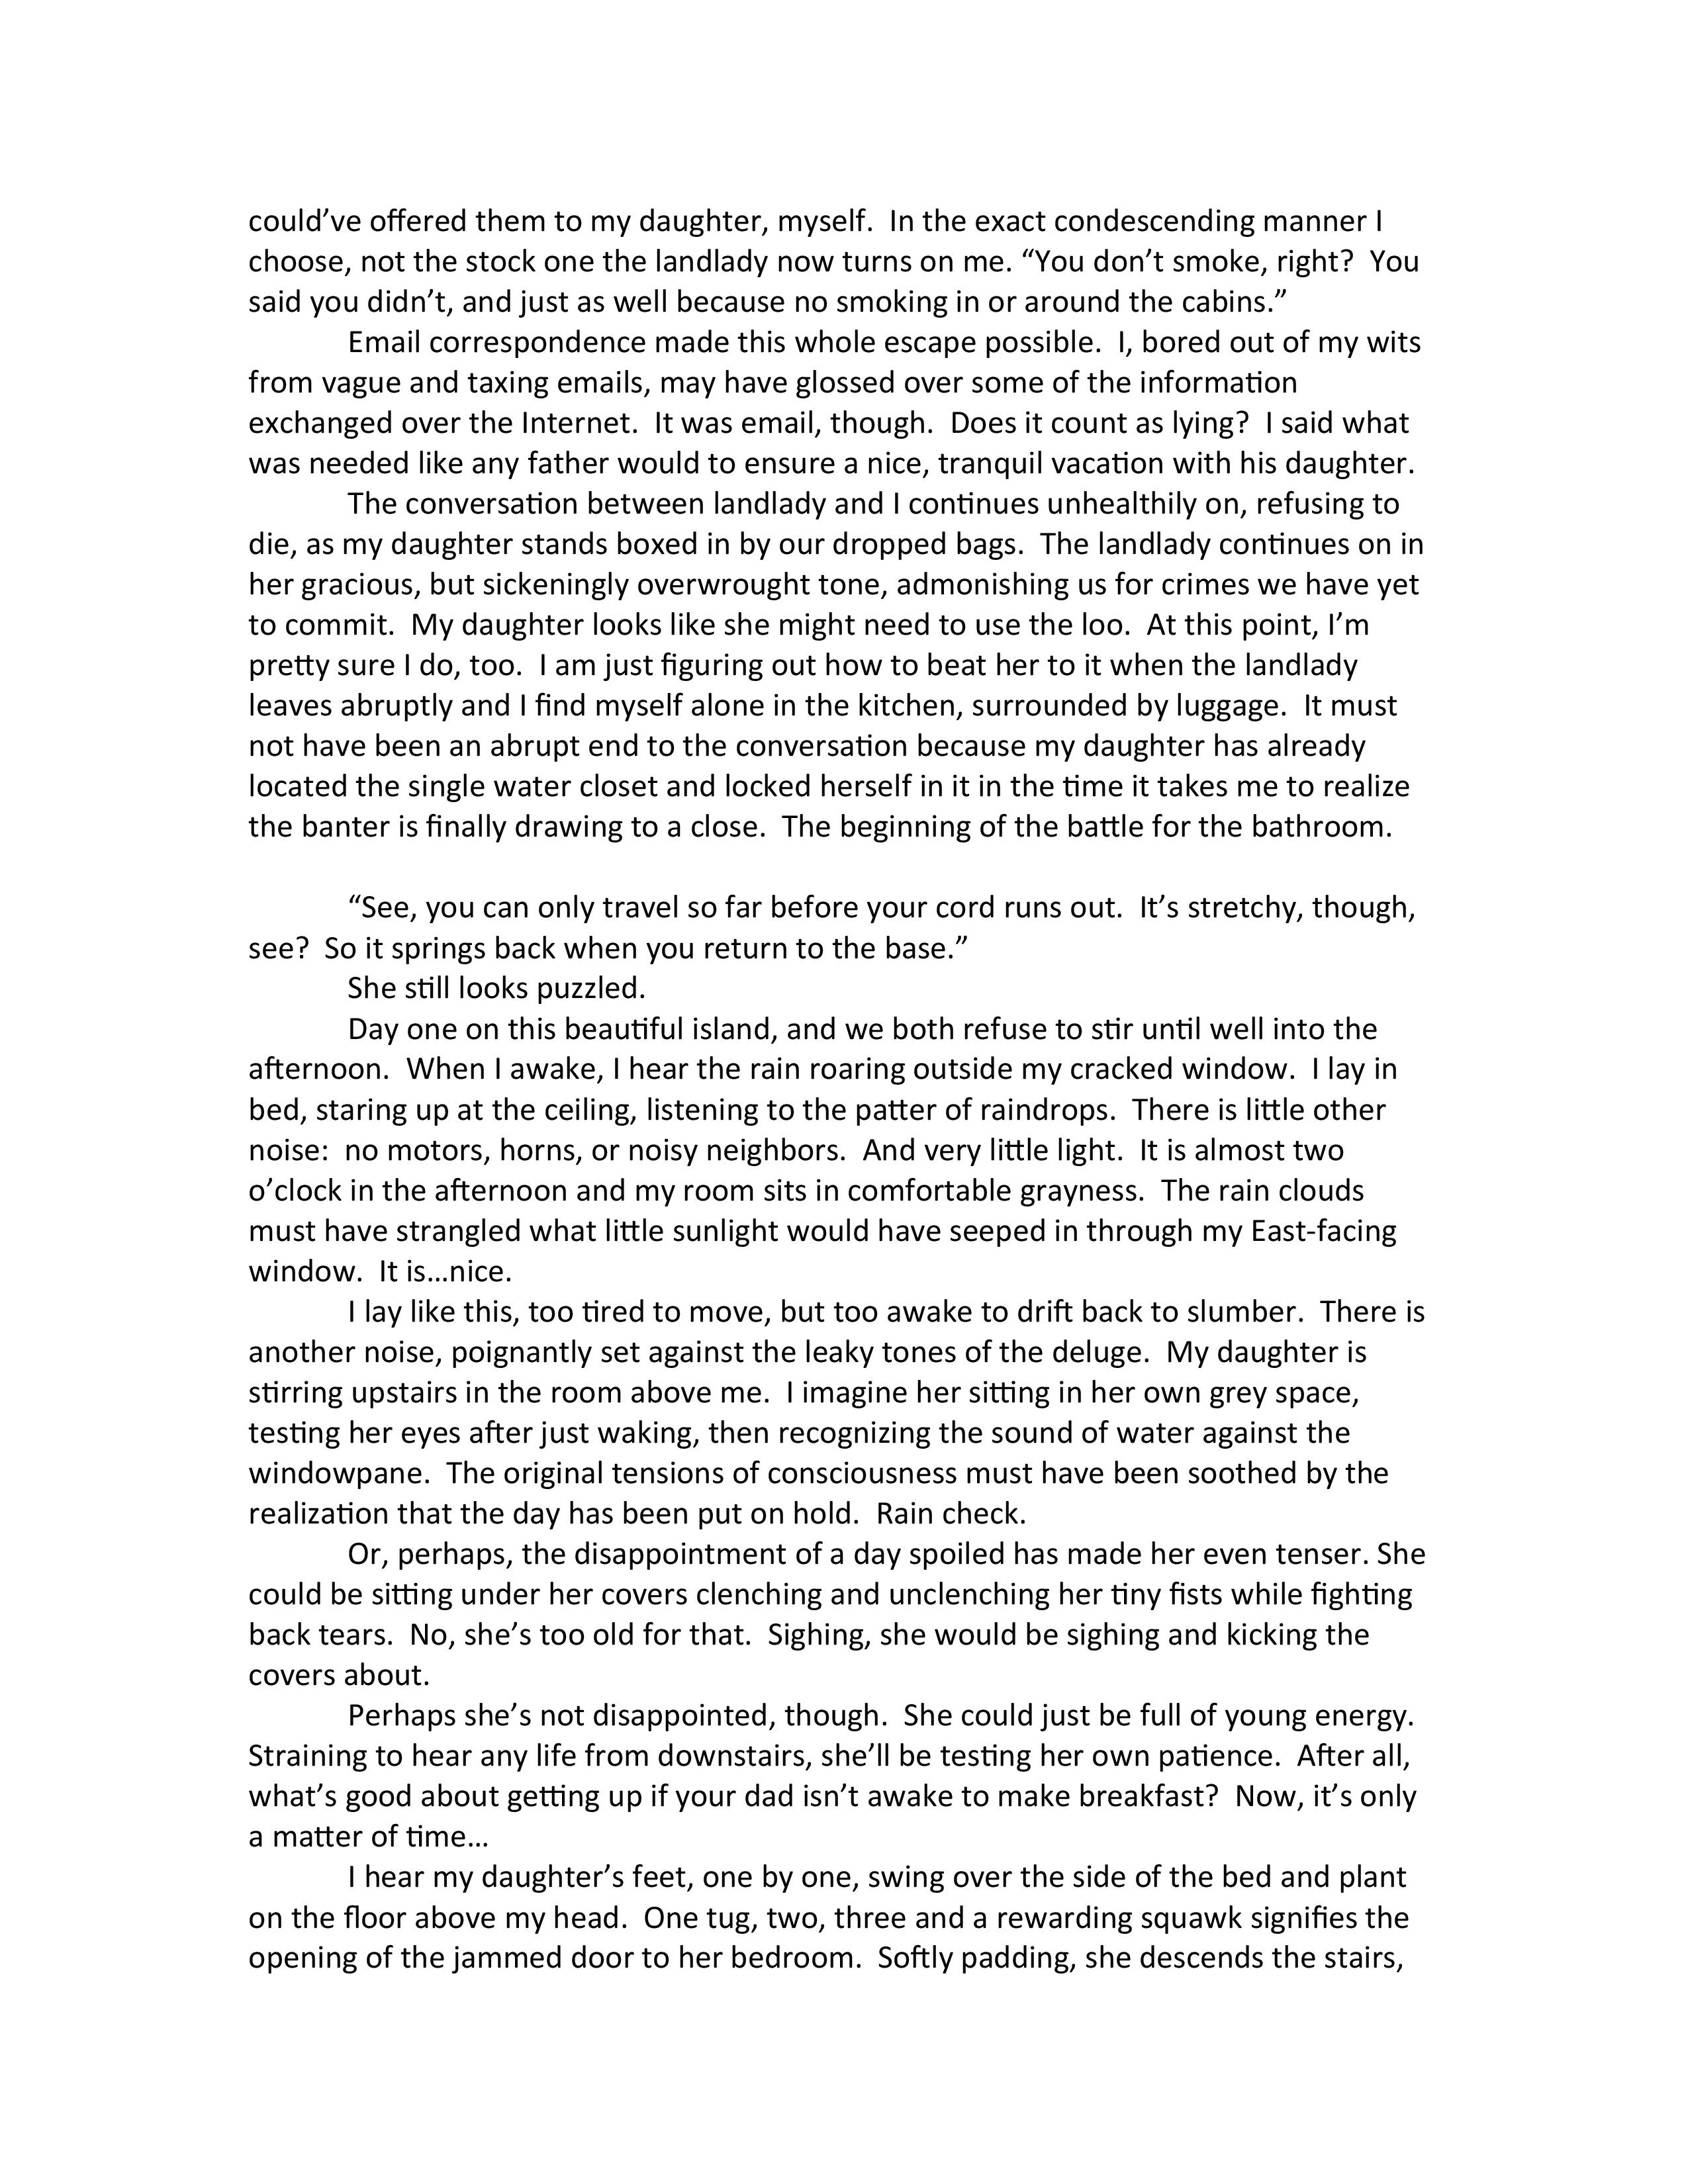 could’ve offered them to my daughter, myself.  In the exact condescending manner I
choose, not the stock one the landlady now turns on me. “You don’t smoke, right?  You
said you didn’t, and just as well because no smoking in or around the cabins.”
Email correspondence made this whole escape possible.  I, bored out of my wits
from vague and taxing emails, may have glossed over some of the information
exchanged over the Internet.  It was email, though.  Does it count as lying?  I said what
was needed like any father would to ensure a nice, tranquil vacation with his daughter.
The conversation between landlady and I continues unhealthily on, refusing to
die, as my daughter stands boxed in by our dropped bags.  The landlady continues on in
her gracious, but sickeningly overwrought tone, admonishing us for crimes we have yet
to commit.  My daughter looks like she might need to use the loo.  At this point, I’m
pretty sure I do, too.  I am just figuring out how to beat her to it when the landlady
leaves abruptly and I find myself alone in the kitchen, surrounded by luggage.  It must
not have been an abrupt end to the conversation because my daughter has already
located the single water closet and locked herself in it in the time it takes me to realize
the banter is finally drawing to a close.  The beginning of the battle for the bathroom.
“See, you can only travel so far before your cord runs out.  It’s stretchy, though,
see?  So it springs back when you return to the base.”
She still looks puzzled.
Day one on this beautiful island, and we both refuse to stir until well into the
afternoon.  When I awake, I hear the rain roaring outside my cracked window.  I lay in
bed, staring up at the ceiling, listening to the patter of raindrops.  There is little other
noise:  no motors, horns, or noisy neighbors.  And very little light.  It is almost two
o’clock in the afternoon and my room sits in comfortable grayness.  The rain clouds
must have strangled what little sunlight would have seeped in through my East-facing
window.  It is…nice.
I lay like this, too tired to move, but too awake to drift back to slumber.  There is
another noise, poignantly set against the leaky tones of the deluge.  My daughter is
stirring upstairs in the room above me.  I imagine her sitting in her own grey space,
testing her eyes after just waking, then recognizing the sound of water against the
windowpane.  The original tensions of consciousness must have been soothed by the
realization that the day has been put on hold.  Rain check.
Or, perhaps, the disappointment of a day spoiled has made her even tenser. She
could be sitting under her covers clenching and unclenching her tiny fists while fighting
back tears.  No, she’s too old for that.  Sighing, she would be sighing and kicking the
covers about.
Perhaps she’s not disappointed, though.  She could just be full of young energy.
Straining to hear any life from downstairs, she’ll be testing her own patience.  After all,
what’s good about getting up if your dad isn’t awake to make breakfast?  Now, it’s only
a matter of time…
I hear my daughter’s feet, one by one, swing over the side of the bed and plant
on the floor above my head.  One tug, two, three and a rewarding squawk signifies the
opening of the jammed door to her bedroom.  Softly padding, she descends the stairs,